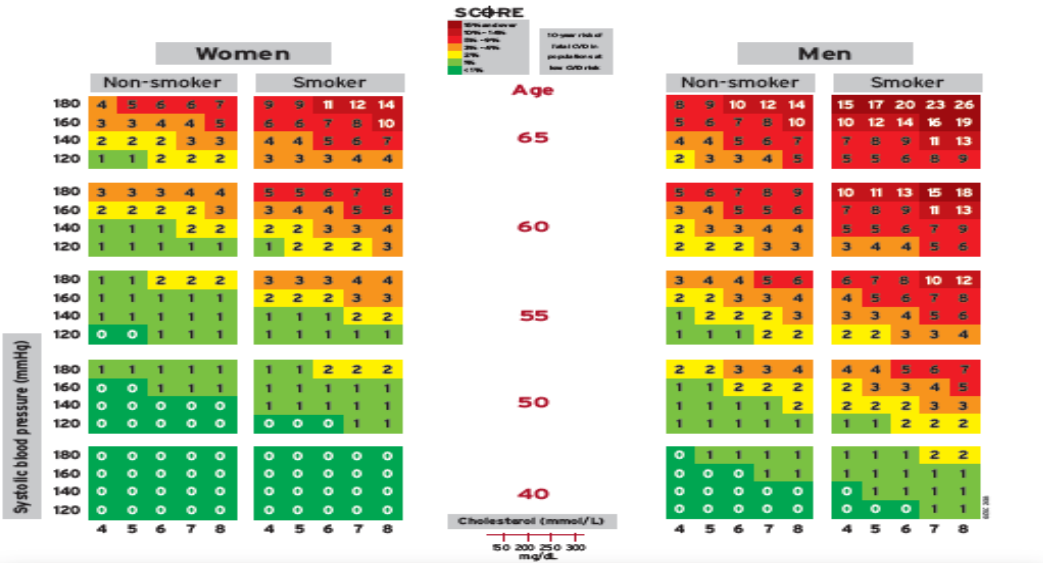 SCORE
15% and over
10% - 14%
5% - 9%
3% - 4%
2%
1%
< 1%
10-year risk of
fatal CVD in
populations at
low CVD risk
Women Men
Non-smoker Smoker Age Non-smoker Smoker
180 4 5 6 6 7 9 9 11 12 14 8 9 10 12 14 15 17 20 23 26
160 3 3 4 4 5 6 6 7 8 10 5 6 7 8 10 10 12 14 16 19
65
140 2 2 2 3 3 4 4 5 6 7 4 4 5 6 7 7 8 9 11 13
120 1 1 2 2 2 3 3 3 4 4 2 3 3 4 5 5 5 6 8 9
180 3 3 3 4 4 5 5 6 7 8 5 6 7 8 9 10 11 13 15 18
160 2 2 2 2 3 3 4 4 5 5 3 4 5 5 6 7 8 9 11 13
60
140 1 1 1 2 2 2 2 3 3 4 2 3 3 4 4 5 5 6 7 9
120 1 1 1 1 1 1 2 2 2 3 2 2 2 3 3 3 4 4 5 6
180 1 1 2 2 2 3 3 3 4 4 3 4 4 5 6 6 7 8 10 12
160 1 1 1 1 1 2 2 2 3 3 2 2 3 3 4 4 5 6 7 8
55
140 1 1 1 1 1 1 1 1 2 2 1 2 2 2 3 3 3 4 5 6
120 0 0 1 1 1 1 1 1 1 1 1 1 1 2 2 2 2 3 3 4
180 1 1 1 1 1 1 1 2 2 2 2 2 3 3 4 4 4 5 6 7
160 0 0 1 1 1 1 1 1 1 1 1 1 2 2 2 2 3 3 4 5
50
140 0 0 0 0 0 1 1 1 1 1 1 1 1 1 2 2 2 2 3 3
120 0 0 0 0 0 0 0 0 1 1 1 1 1 1 1 1 1 2 2 2
180 0 0 0 0 0 0 0 0 0 0 0 1 1 1 1 1 1 1 2 2
160 0 0 0 0 0 0 0 0 0 0 0 0 0 1 1 1 1 1 1 1
40
140 0 0 0 0 0 0 0 0 0 0 0 0 0 0 0 0 1 1 1 1
120 0 0 0 0 0 0 0 0 0 0 0 0 0 0 0 0 0 0 1 1
4 5 6 7 8 4 5 6 7 8 4 5 6 7 8 4 5 6 7 8
Systolic blood pressure (mmHg)
Cholesterol (mmol/L)
150 200 250 300
mg/dL